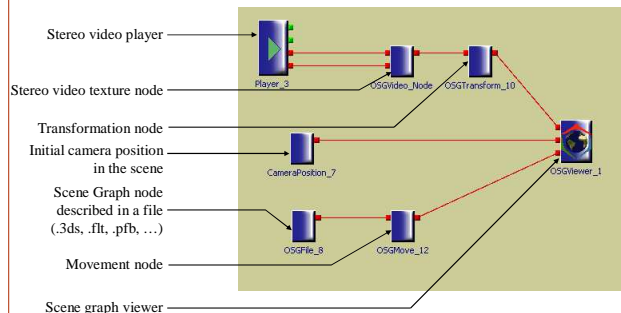 Stereo video player
Stereo video texture node
Transformation node
Initial camera position
in the scene
Scene Graph node
described in a file
(.3ds, .flt, .pfb, …)
Movement node
Scene graph viewer
Player_3
OSGVideo_Node
OSGTransform_10
CameraPosition_7
OSGViewer_1
OSGFile_8
OSGMove_12